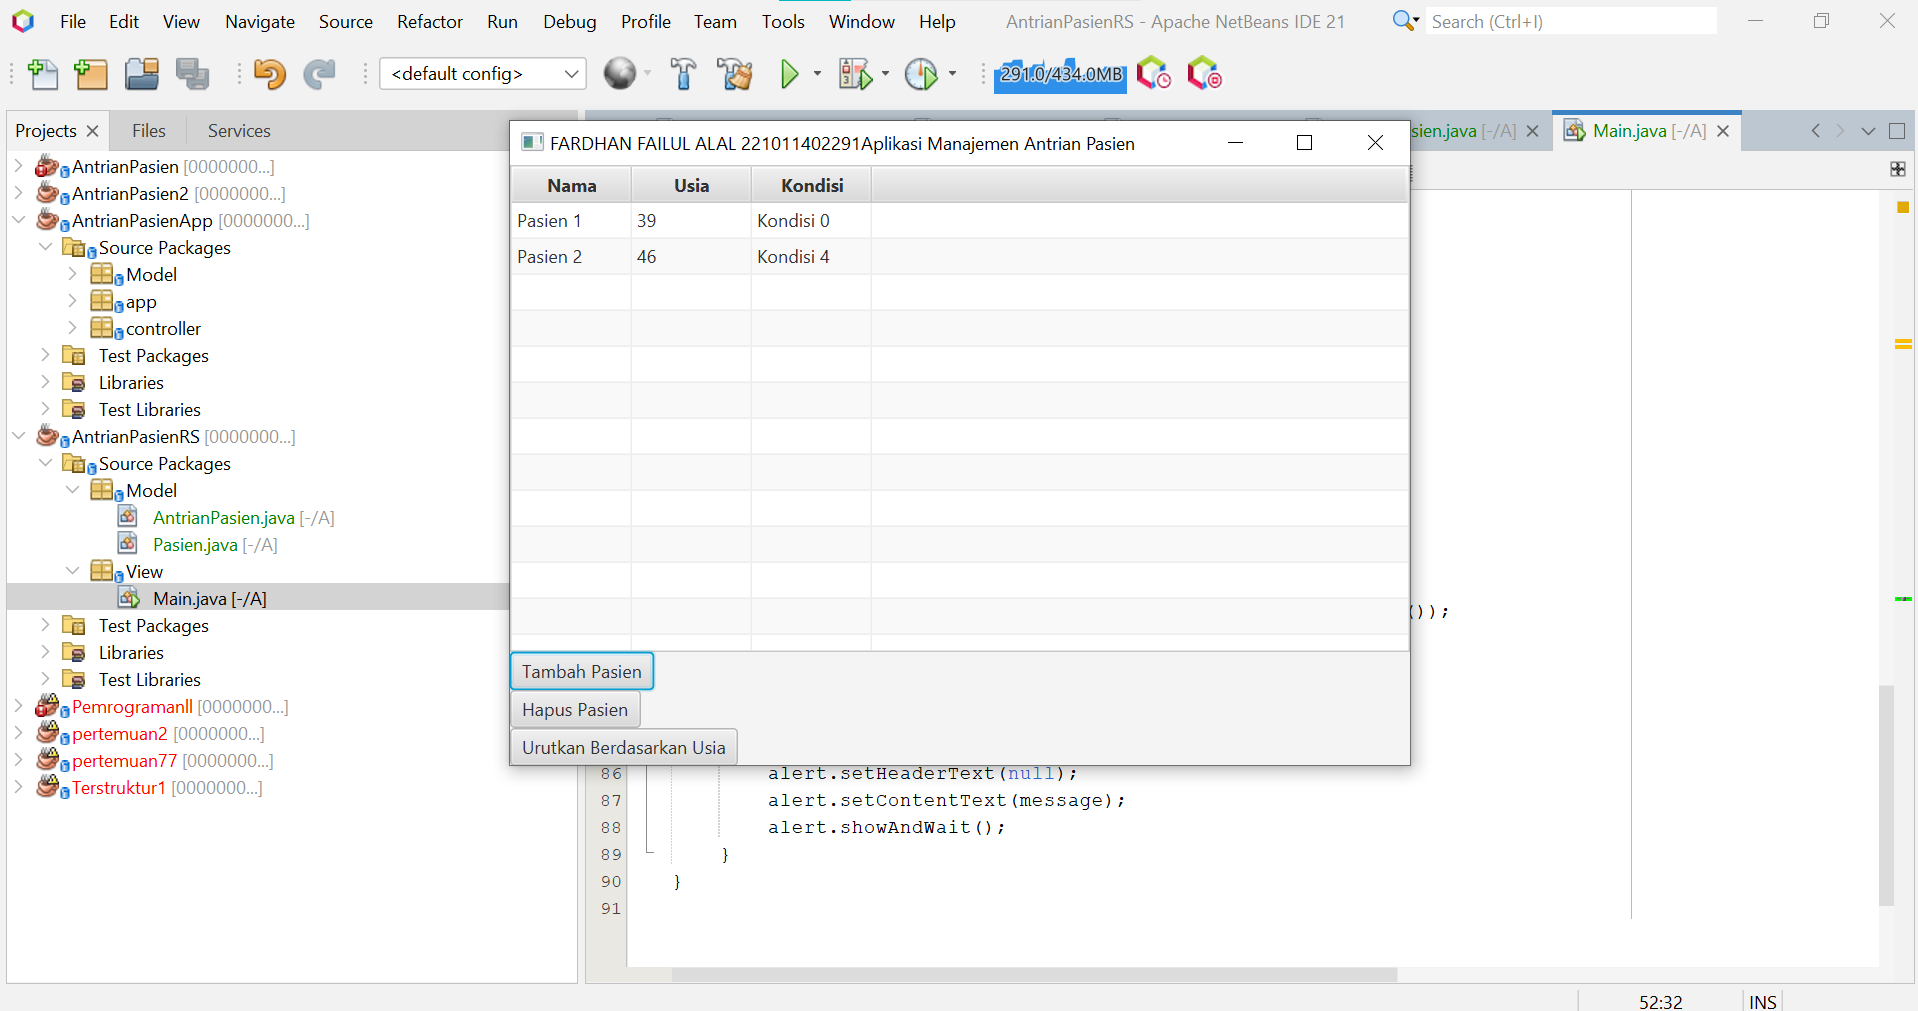 File Edit View Navigate Source Refactor Run Debug Profile Team Tools Window Help AntrianPasienRS - Apache NetBeans IDE 21 Search (Ctrl+I)
<default config> 291.0/434.0MB
Projects Files Services
sien.java [-/A] Main.java [-/A]
FARDHAN FAILUL ALAL 221011402291Aplikasi Manajemen Antrian Pasien
AntrianPasien [0000000...]
AntrianPasien2 [0000000...]
AntrianPasienApp [0000000...]
Source Packages
Model
app
controller
Test Packages
Libraries
Test Libraries
AntrianPasienRS [0000000...]
Source Packages
Model
AntrianPasien.java [-/A]
Pasien.java [-/A]
View
Main.java [-/A]
Test Packages
Libraries
Test Libraries
PemrogramanII [0000000...]
pertemuan2 [0000000...]
pertemuan77 [0000000...]
Terstruktur1 [0000000...]
Nama Usia Kondisi
Pasien 1 39 Kondisi 0
Pasien 2 46 Kondisi 4
Tambah Pasien
Hapus Pasien
Urutkan Berdasarkan Usia
());
86 alert.setHeaderText(null);
87 alert.setContentText(message);
88 alert.showAndWait();
89 }
90 }
91
52:32 INS